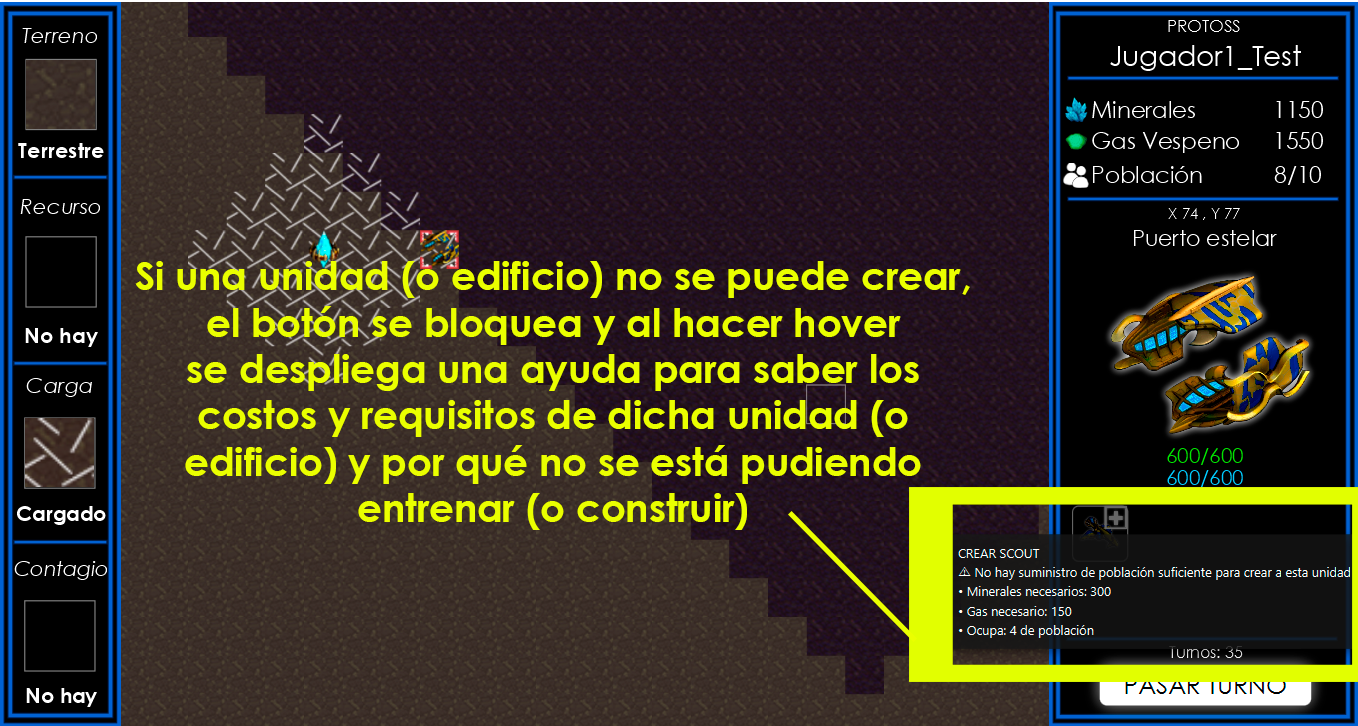 Terreno
Terrestre
Recurso
No hay
Carga
Cargado
Contagio
No hay
Si una unidad (o edificio) no se puede crear,
el botón se bloquea y al hacer hover
se despliega una ayuda para saber los
costos y requisitos de dicha unidad (o
edificio) y por qué no se está pudiendo
entrenar (o construir)
PROTOSS
Jugador1_Test
Minerales 1150
Gas Vespeno 1550
Población 8/10
X 74 , Y 77
Puerto estelar
600/600
600/600
CREAR SCOUT
⚠ No hay suministro de población suficiente para crear a esta unidad
• Minerales necesarios: 300
• Gas necesario: 150
• Ocupa: 4 de población
Turnos: 35
PASAR TURNO